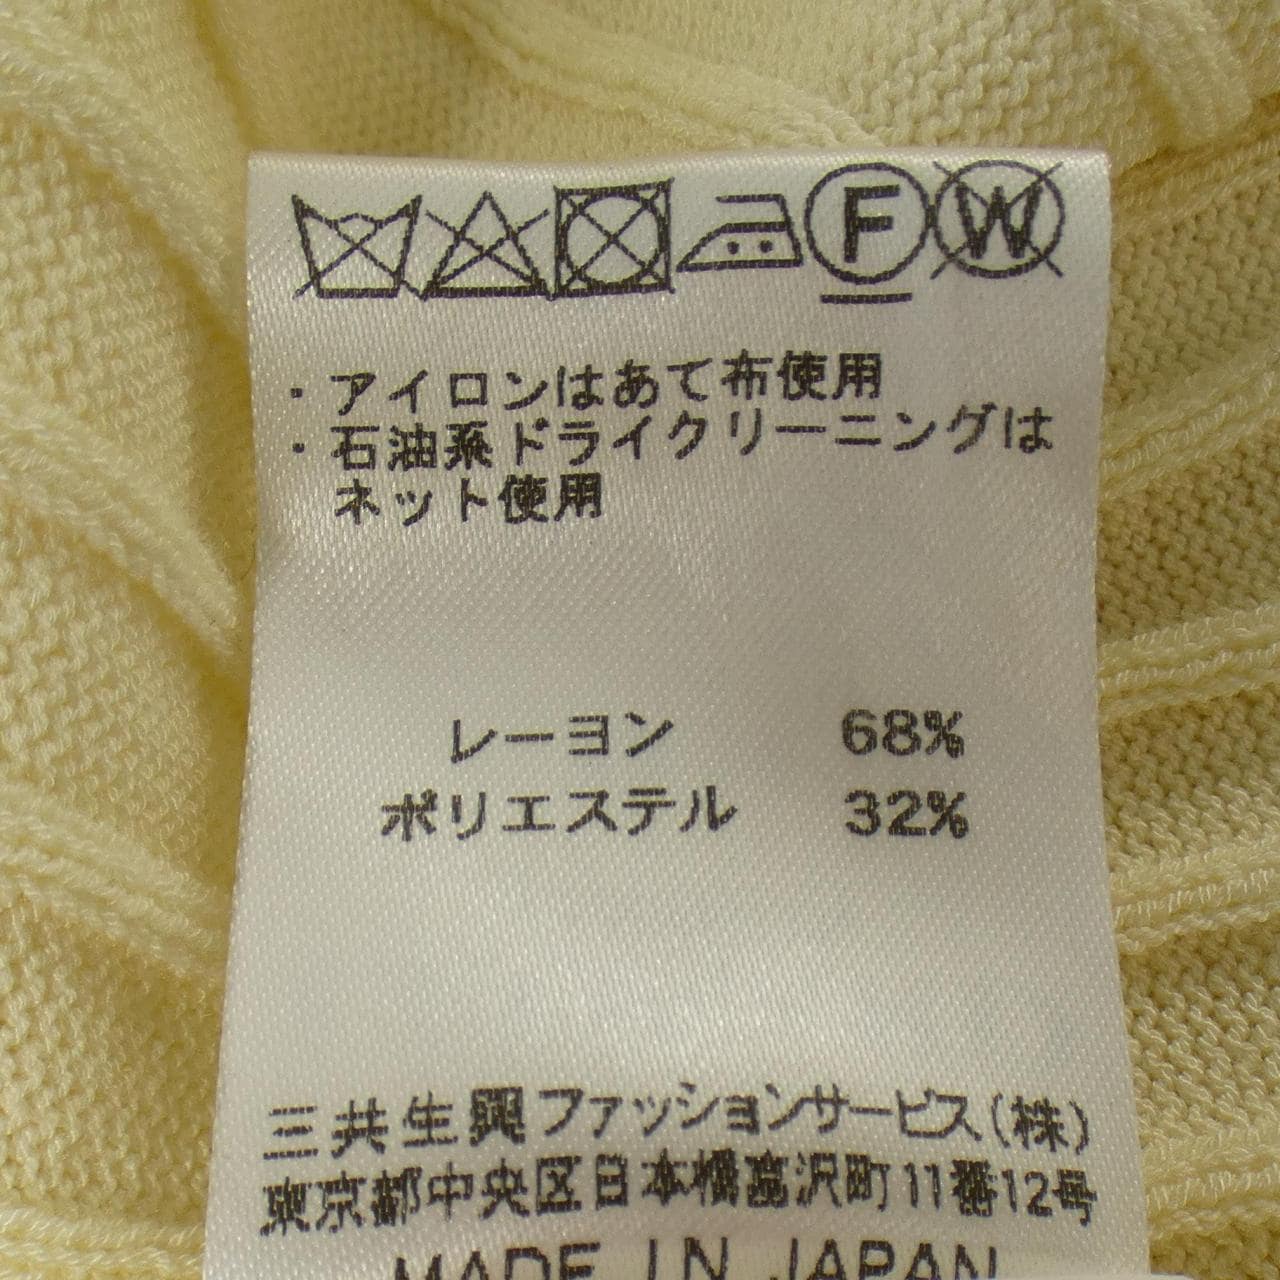 F W
・アイロンはあて布使用
・石油系ドライクリーニングは
ネット使用
レーヨン 68%
ポリエステル 32%
三共生興ファッションサービス(株)
東京都中央区日本橋富沢町11番12号
MADE IN JAPAN